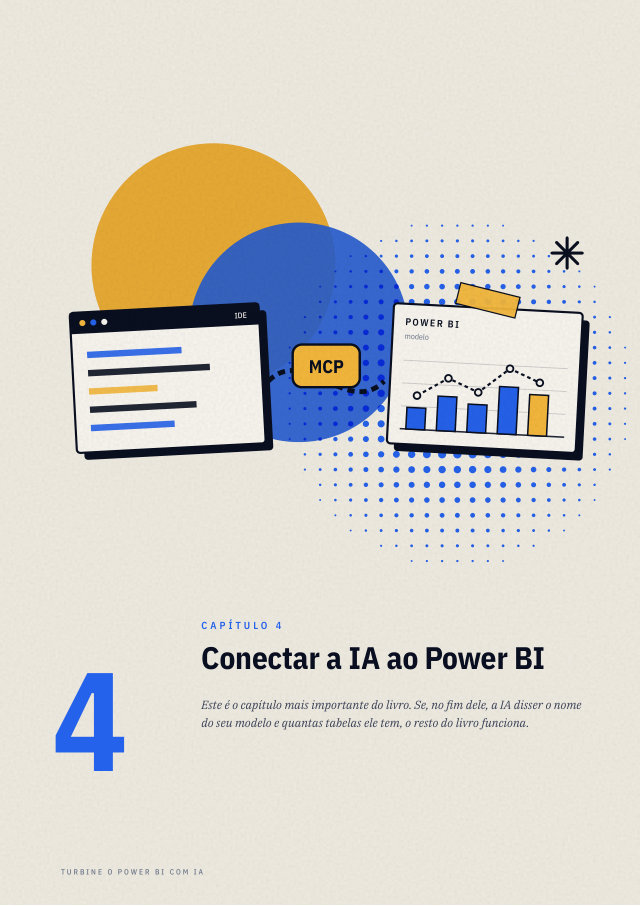 IDE
MCP
POWER BI
modelo
CAPÍTULO 4
Conectar a IA ao Power BI
4
Este é o capítulo mais importante do livro. Se, no fim dele, a IA disser o nome
do seu modelo e quantas tabelas ele tem, o resto do livro funciona.
TURBINE O POWER BI COM IA